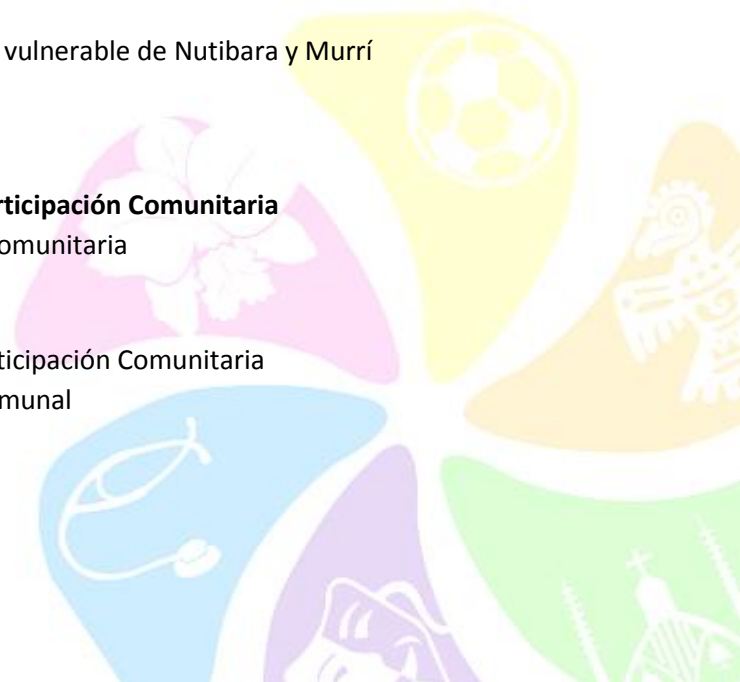 vulnerable de Nutibara y Murrí
rticipación Comunitaria
omunitaria
ticipación Comunitaria
munal